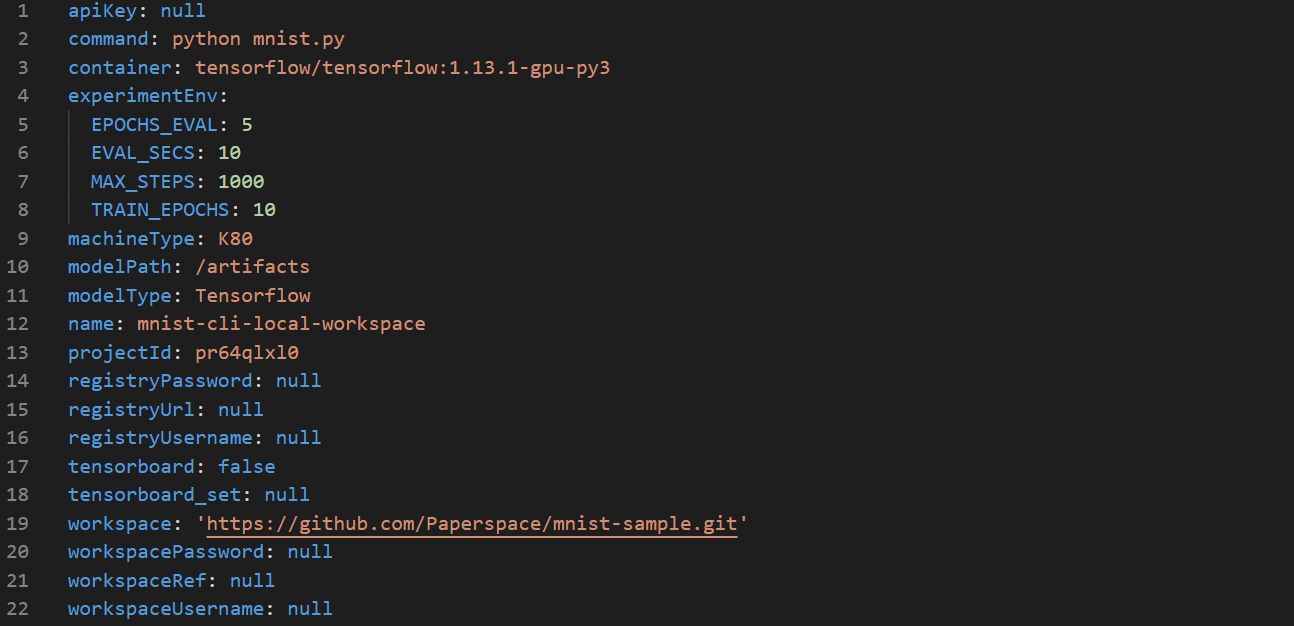 1 apiKey: null
2 command: python mnist.py
3 container: tensorflow/tensorflow:1.13.1-gpu-py3
4 experimentEnv:
5 EPOCHS_EVAL: 5
6 EVAL_SECS: 10
7 MAX_STEPS: 1000
8 TRAIN_EPOCHS: 10
9 machineType: K80
10 modelPath: /artifacts
11 modelType: Tensorflow
12 name: mnist-cli-local-workspace
13 projectId: pr64qlxl0
14 registryPassword: null
15 registryUrl: null
16 registryUsername: null
17 tensorboard: false
18 tensorboard_set: null
19 workspace: 'https://github.com/Paperspace/mnist-sample.git'
20 workspacePassword: null
21 workspaceRef: null
22 workspaceUsername: null